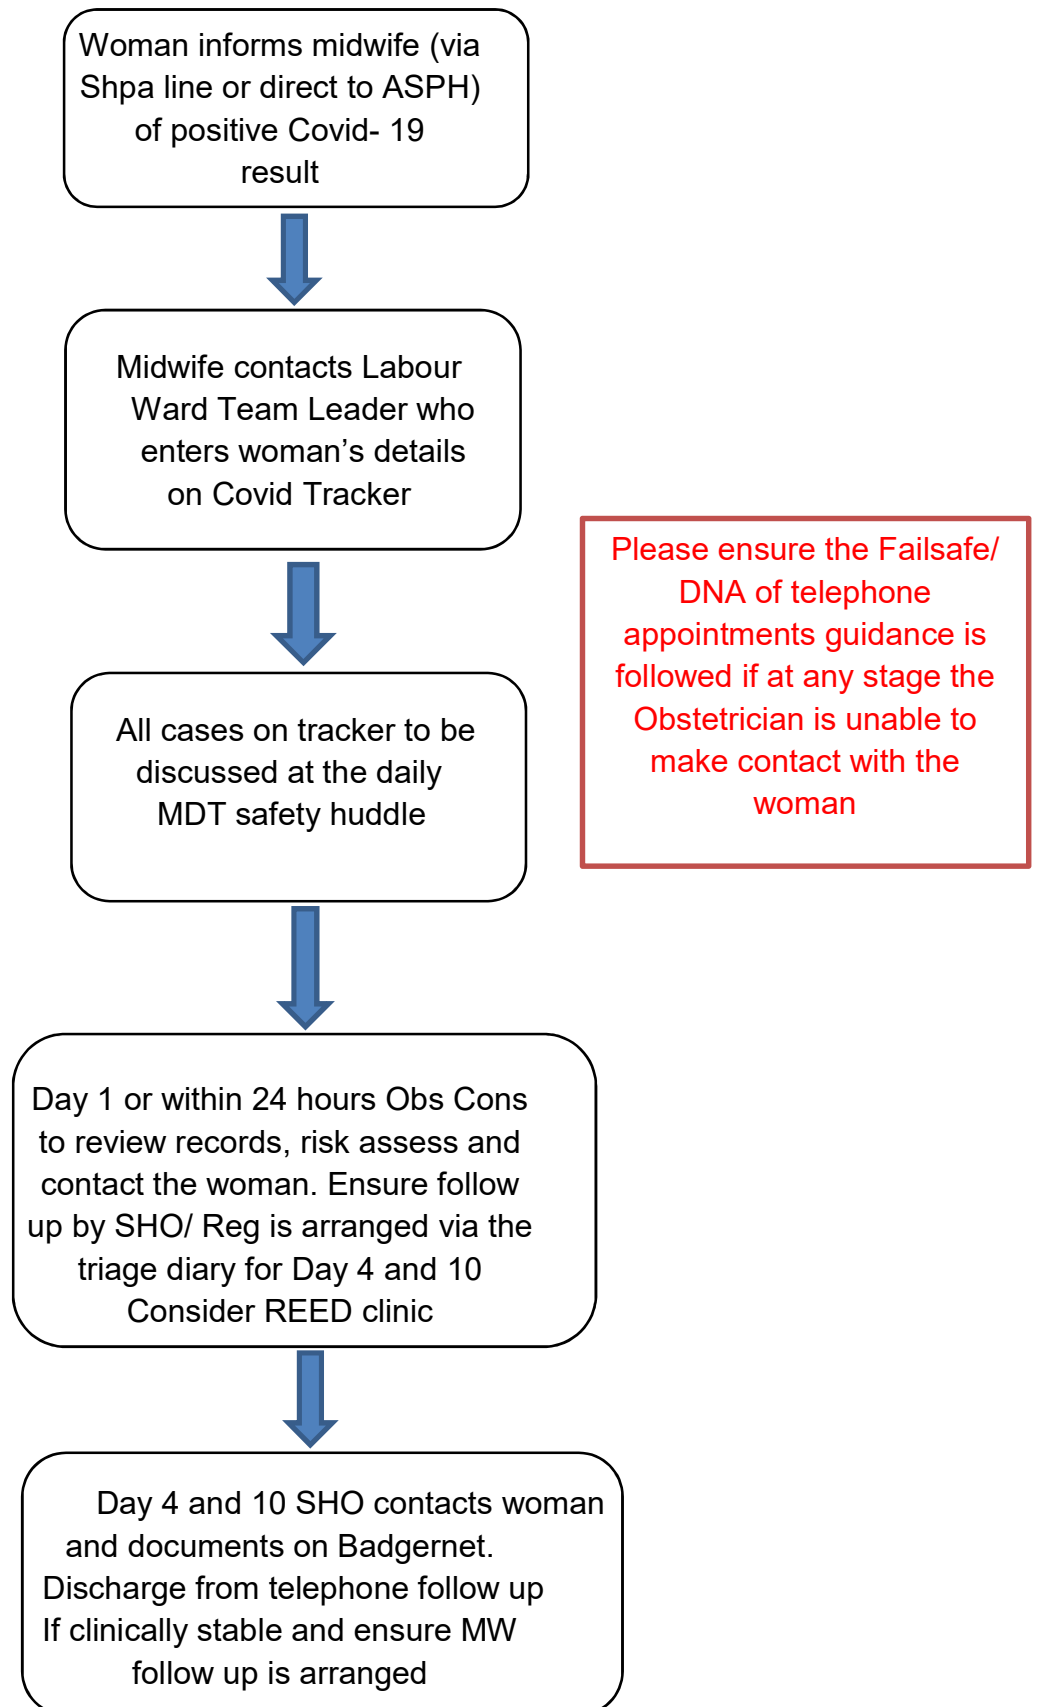 Woman informs midwife (via
Shpa line or direct to ASPH)
of positive Covid- 19
result
Midwife contacts Labour
Ward Team Leader who
enters woman’s details
on Covid Tracker
Please ensure the Failsafe/
DNA of telephone
appointments guidance is
followed if at any stage the
Obstetrician is unable to
make contact with the
woman
All cases on tracker to be
discussed at the daily
MDT safety huddle
Day 1 or within 24 hours Obs Cons
to review records, risk assess and
contact the woman. Ensure follow
up by SHO/ Reg is arranged via the
triage diary for Day 4 and 10
Consider REED clinic
Day 4 and 10 SHO contacts woman
and documents on Badgernet.
Discharge from telephone follow up
If clinically stable and ensure MW
follow up is arranged